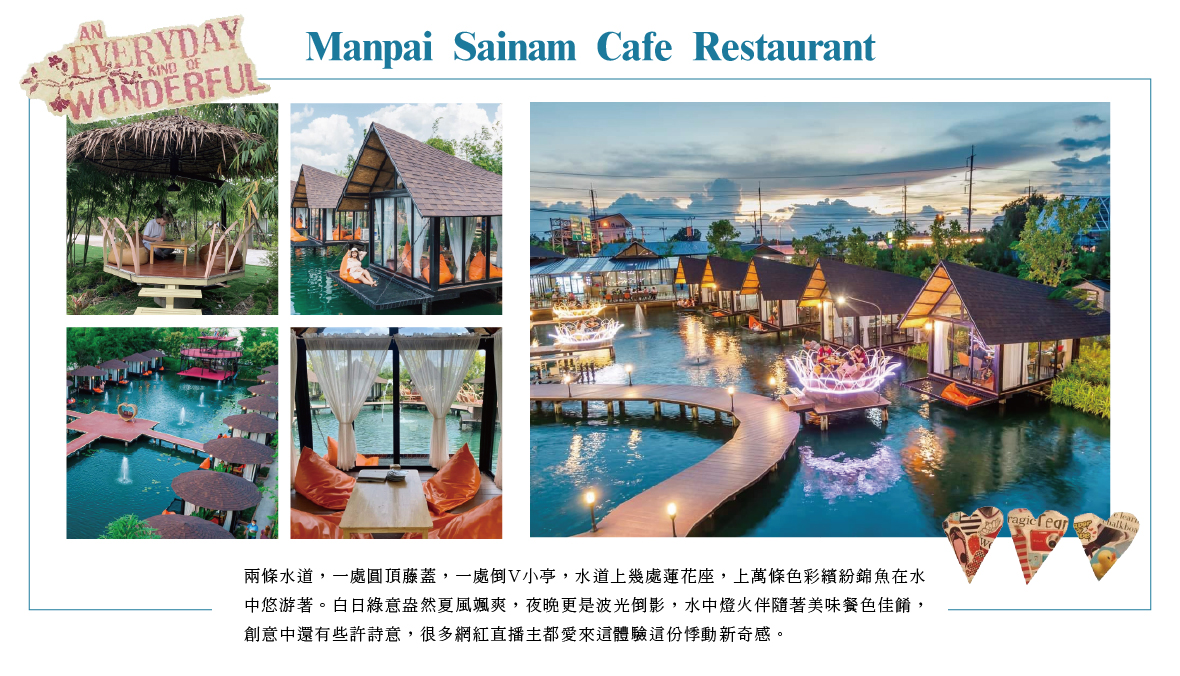 AN
EVERYDAY
KIND OF
WONDERFUL
Manpai Sainam Cafe Restaurant
兩條水道，一處圓頂藤蓋，一處倒V小亭，水道上幾處蓮花座，上萬條色彩繽紛錦魚在水
中悠游著。白日綠意盎然夏風颯爽，夜晚更是波光倒影，水中燈火伴隨著美味餐色佳餚，
創意中還有些許詩意，很多網紅直播主都愛來這體驗這份悸動新奇感。